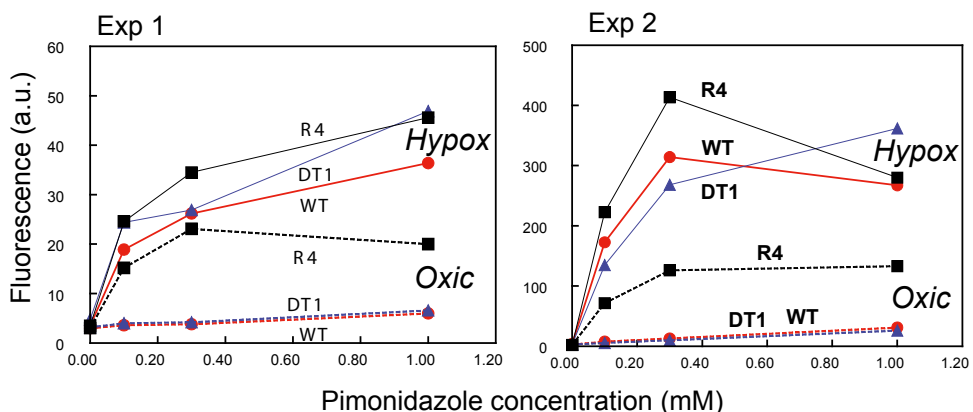 Exp 1
Exp 2
Fluorescence (a.u.)
60
50
40
30
20
10
0
0.00 0.20 0.40 0.60 0.80 1.00 1.20
R4
Hypox
DT1
WT
R4
Oxic
DT1
WT
500
400
300
200
100
0
0.00 0.20 0.40 0.60 0.80 1.00 1.20
R4
WT
Hypox
DT1
R4
Oxic
DT1 WT
Pimonidazole concentration (mM)